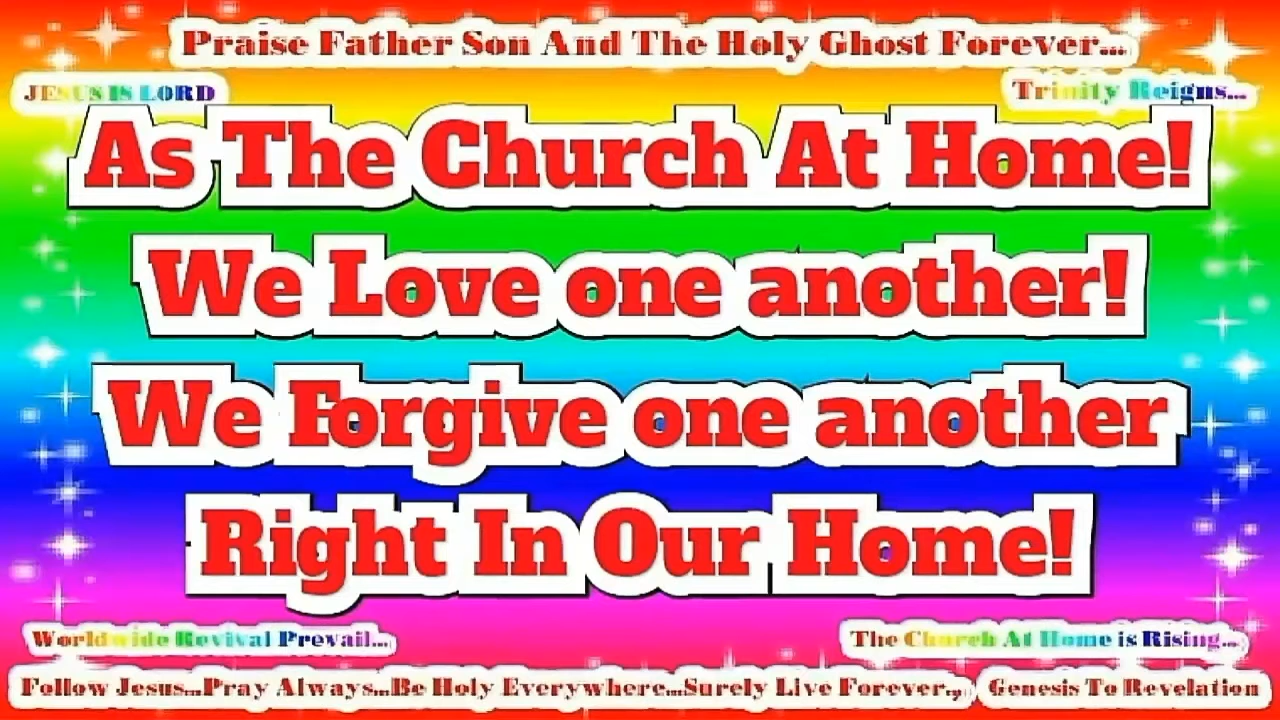 Praise Father Son And The Holy Ghost Forever...
JESUS IS LORD
Trinity Reigns...
As The Church At Home!
We Love one another!
We Forgive one another
Right In Our Home!
Worldwide Revival Prevail...
The Church At Home is Rising...
Follow Jesus...Pray Always...Be Holy Everywhere...Surely Live Forever..,
Genesis To Revelation